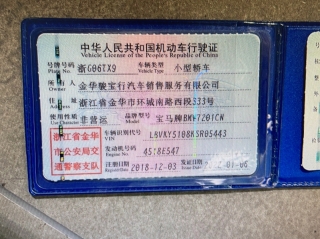 中华人民共和国机动车行驶证
Vehicle License of the People's Republic of China
号牌号码 浙G06TX9 车辆类型 小型轿车
Plate No. Vehicle Type
所有人 金华骏宝行汽车销售服务有限公司
Owner
住址 浙江省金华市环城南路西段333号
Address
使用性质 非营运 品牌型号 宝马牌BMW7201CN
Use Character Model
浙江省金华
市公安局交
通警察支队
车辆识别代号 LBVKY5108KSR05443
VIN
发动机号码 4518E547
Engine No.
注册日期 2018-12-03 发证日期
Register Date Issue Date